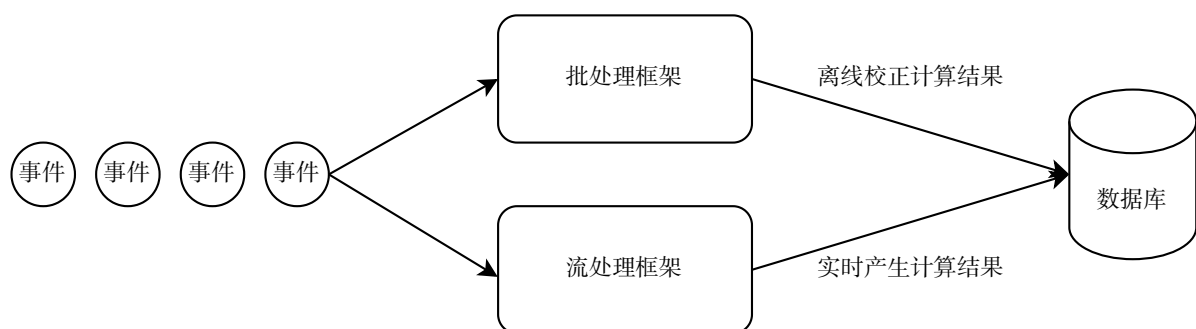 事件
事件
事件
事件
批处理框架
离线校正计算结果
流处理框架
实时产生计算结果
数据库